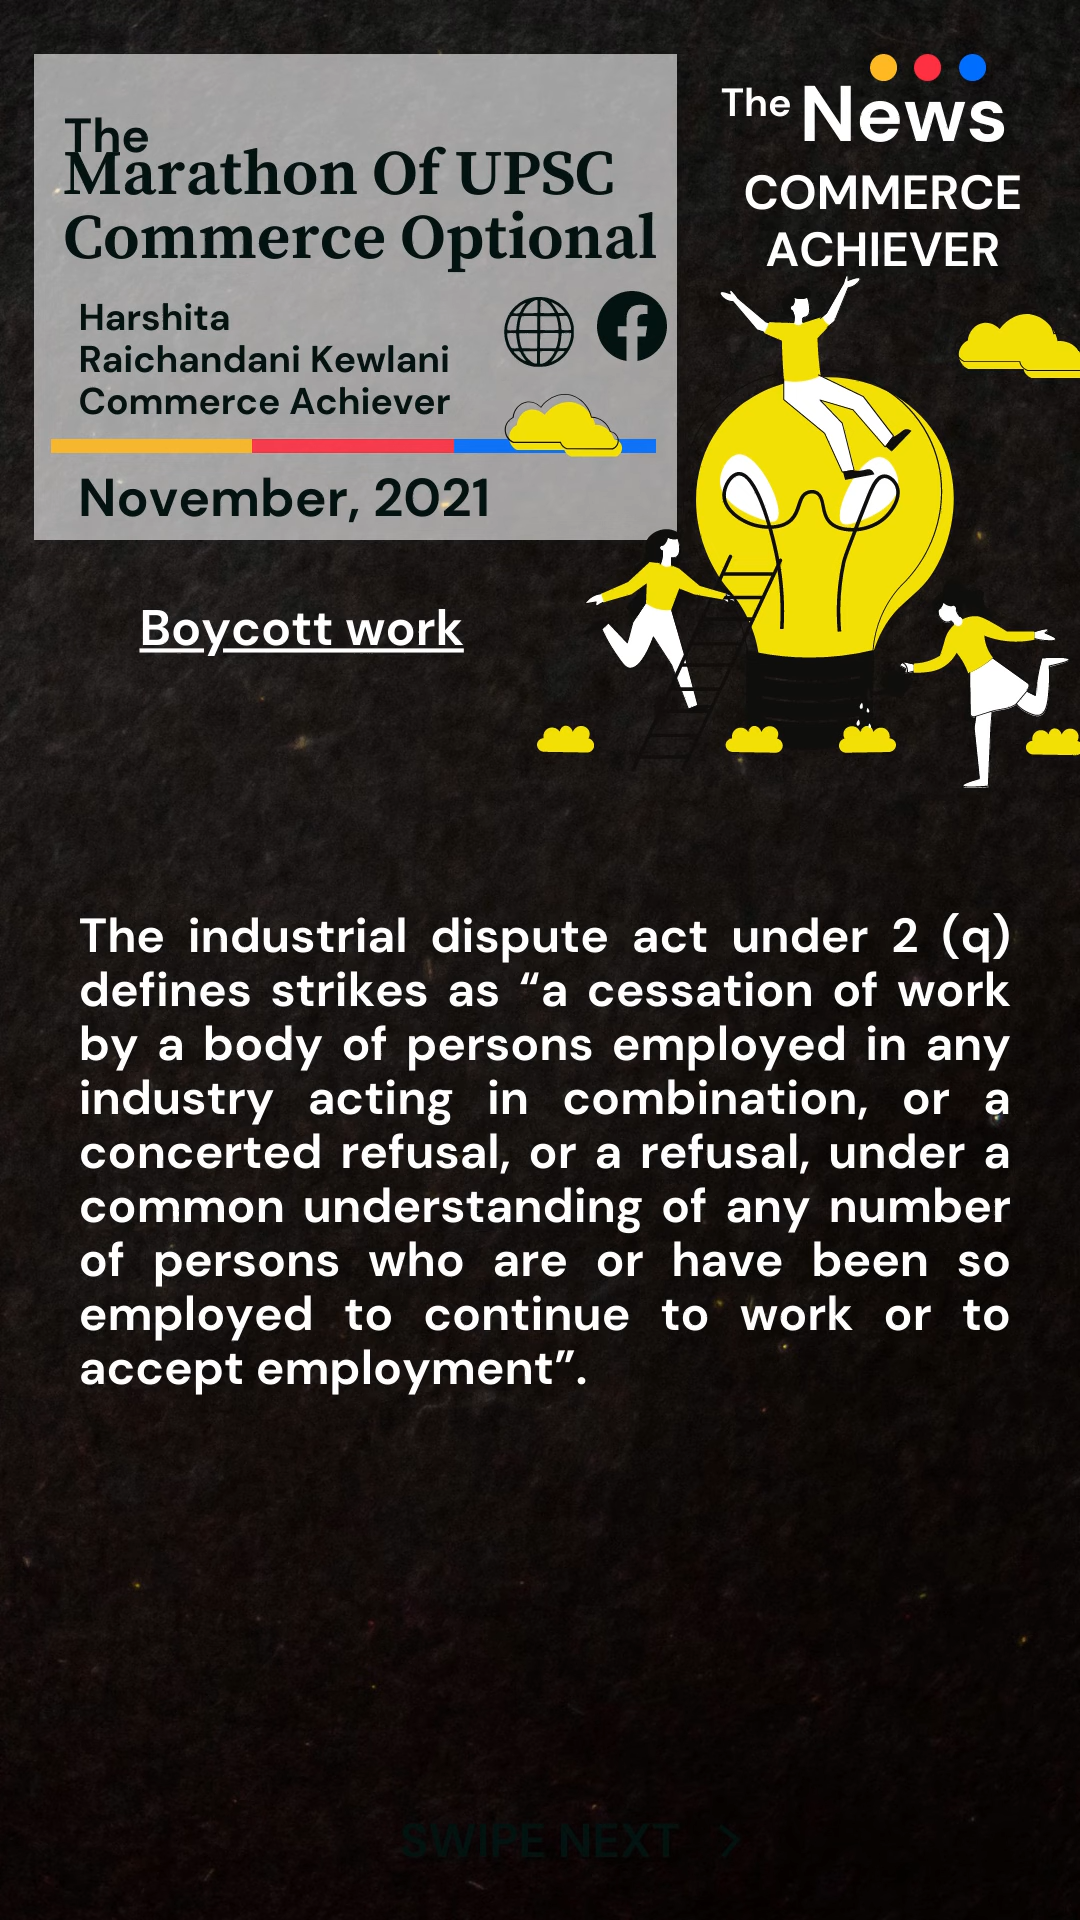 The
Marathon Of UPSC
Commerce Optional
Harshita
Raichandani Kewlani
Commerce Achiever
November, 2021
The News
COMMERCE
ACHIEVER
Boycott work
The industrial dispute act under 2 (q)
defines strikes as “a cessation of work
by a body of persons employed in any
industry acting in combination, or a
concerted refusal, or a refusal, under a
common understanding of any number
of persons who are or have been so
employed to continue to work or to
accept employment”.
SWIPE NEXT